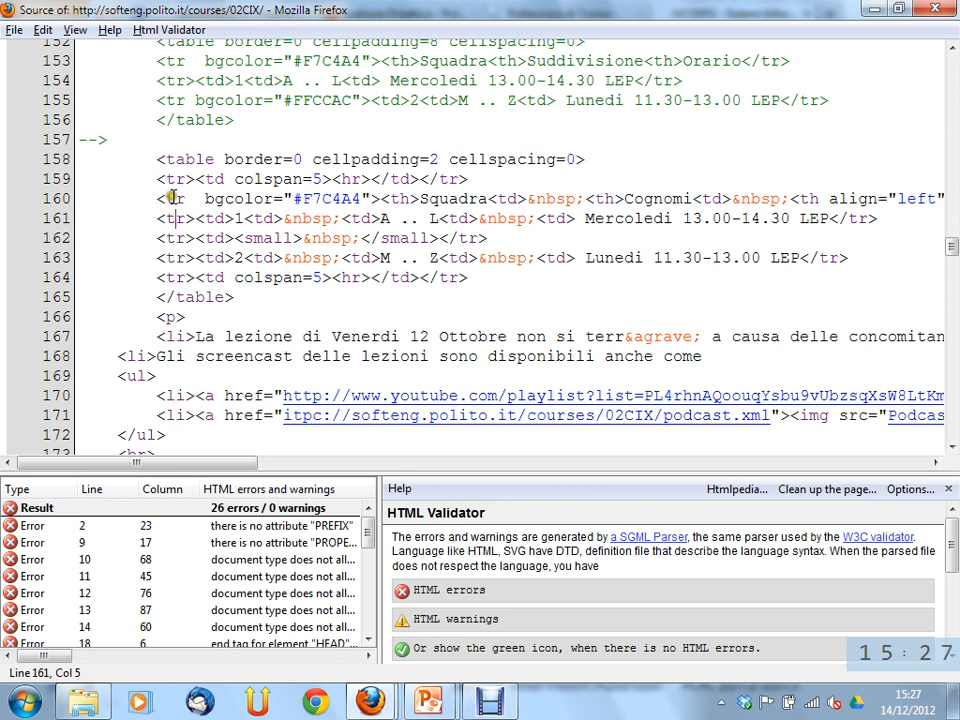 Source of: http://softeng.polito.it/courses/02CIX/ - Mozilla Firefox
File Edit View Help Html Validator
152 <table border=0 cellpadding=8 cellspacing=0>
153 <tr  bgcolor="#F7C4A4"><th>Squadra<th>Suddivisione<th>Orario</tr>
154 <tr><td>1<td>A .. L<td> Mercoledi 13.00-14.30 LEP</tr>
155 <tr bgcolor="#FFCCAC"><td>2<td>M .. Z<td> Lunedi 11.30-13.00 LEP</tr>
156 </table>
157 -->
158 <table border=0 cellpadding=2 cellspacing=0>
159 <tr><td colspan=5><hr></td></tr>
160 <tr  bgcolor="#F7C4A4"><th>Squadra<td>&nbsp;<th>Cognomi<td>&nbsp;<th align="left"
161 <tr><td>1<td>&nbsp;<td>A .. L<td>&nbsp;<td> Mercoledi 13.00-14.30 LEP</tr>
162 <tr><td><small>&nbsp;</small></tr>
163 <tr><td>2<td>&nbsp;<td>M .. Z<td>&nbsp;<td> Lunedi 11.30-13.00 LEP</tr>
164 <tr><td colspan=5><hr></td></tr>
165 </table>
166 <p>
167 <li>La lezione di Venerdi 12 Ottobre non si terr&agrave; a causa delle concomitan
168 <li>Gli screencast delle lezioni sono disponibili anche come
169 <ul>
170 <li><a href="http://www.youtube.com/playlist?list=PL4rhnAQoouqYsbu9vUbzsqXsW8LtKm
171 <li><a href="itpc://softeng.polito.it/courses/02CIX/podcast.xml"><img src="Podcas
172 </ul>
173 <br>
Type Line Column HTML errors and warnings
Result 26 errors / 0 warnings
Error 2 23 there is no attribute "PREFIX"
Error 9 17 there is no attribute "PROPE...
Error 10 68 document type does not all...
Error 11 45 document type does not all...
Error 12 76 document type does not all...
Error 13 87 document type does not all...
Error 14 60 document type does not all...
Error 18 6 end tag for element "HEAD"...
Help Htmlpedia... Clean up the page... Options...
HTML Validator
The errors and warnings are generated by a SGML Parser, the same parser used by the W3C validator.
Language like HTML, SVG have DTD, definition file that describe the language syntax. When the parsed file
does not respect the language, you have
HTML errors
HTML warnings
Or show the green icon, when there is no HTML errors.
15:27
Line 161, Col 5
15:27
14/12/2012